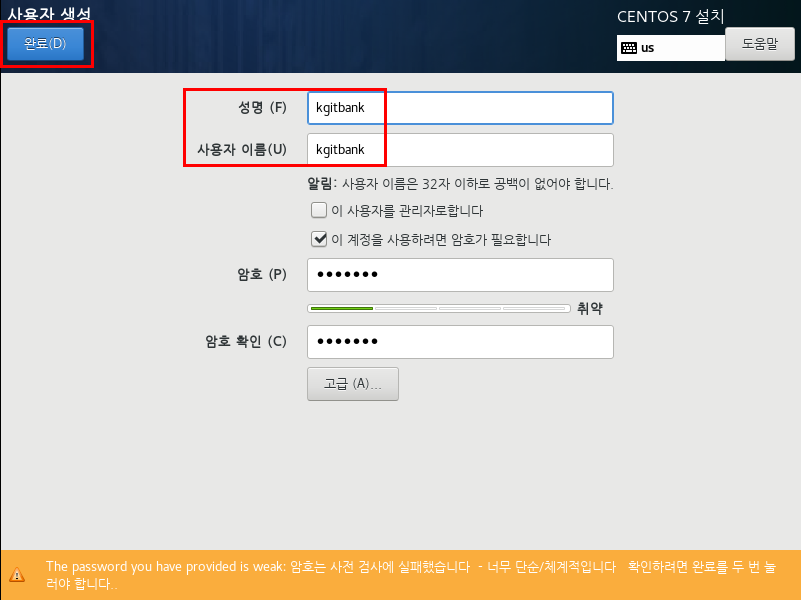 사용자 생성
CENTOS 7 설치
완료(D)
us
도움말
성명 (F)
kgitbank
사용자 이름(U)
kgitbank
알림: 사용자 이름은 32자 이하로 공백이 없어야 합니다.
이 사용자를 관리자로합니다
이 계정을 사용하려면 암호가 필요합니다
암호 (P)
●●●●●●●
취약
암호 확인 (C)
●●●●●●●
고급 (A)...
The password you have provided is weak: 암호는 사전 검사에 실패했습니다 - 너무 단순/체계적입니다 확인하려면 완료를 두 번 눌
러야 합니다..